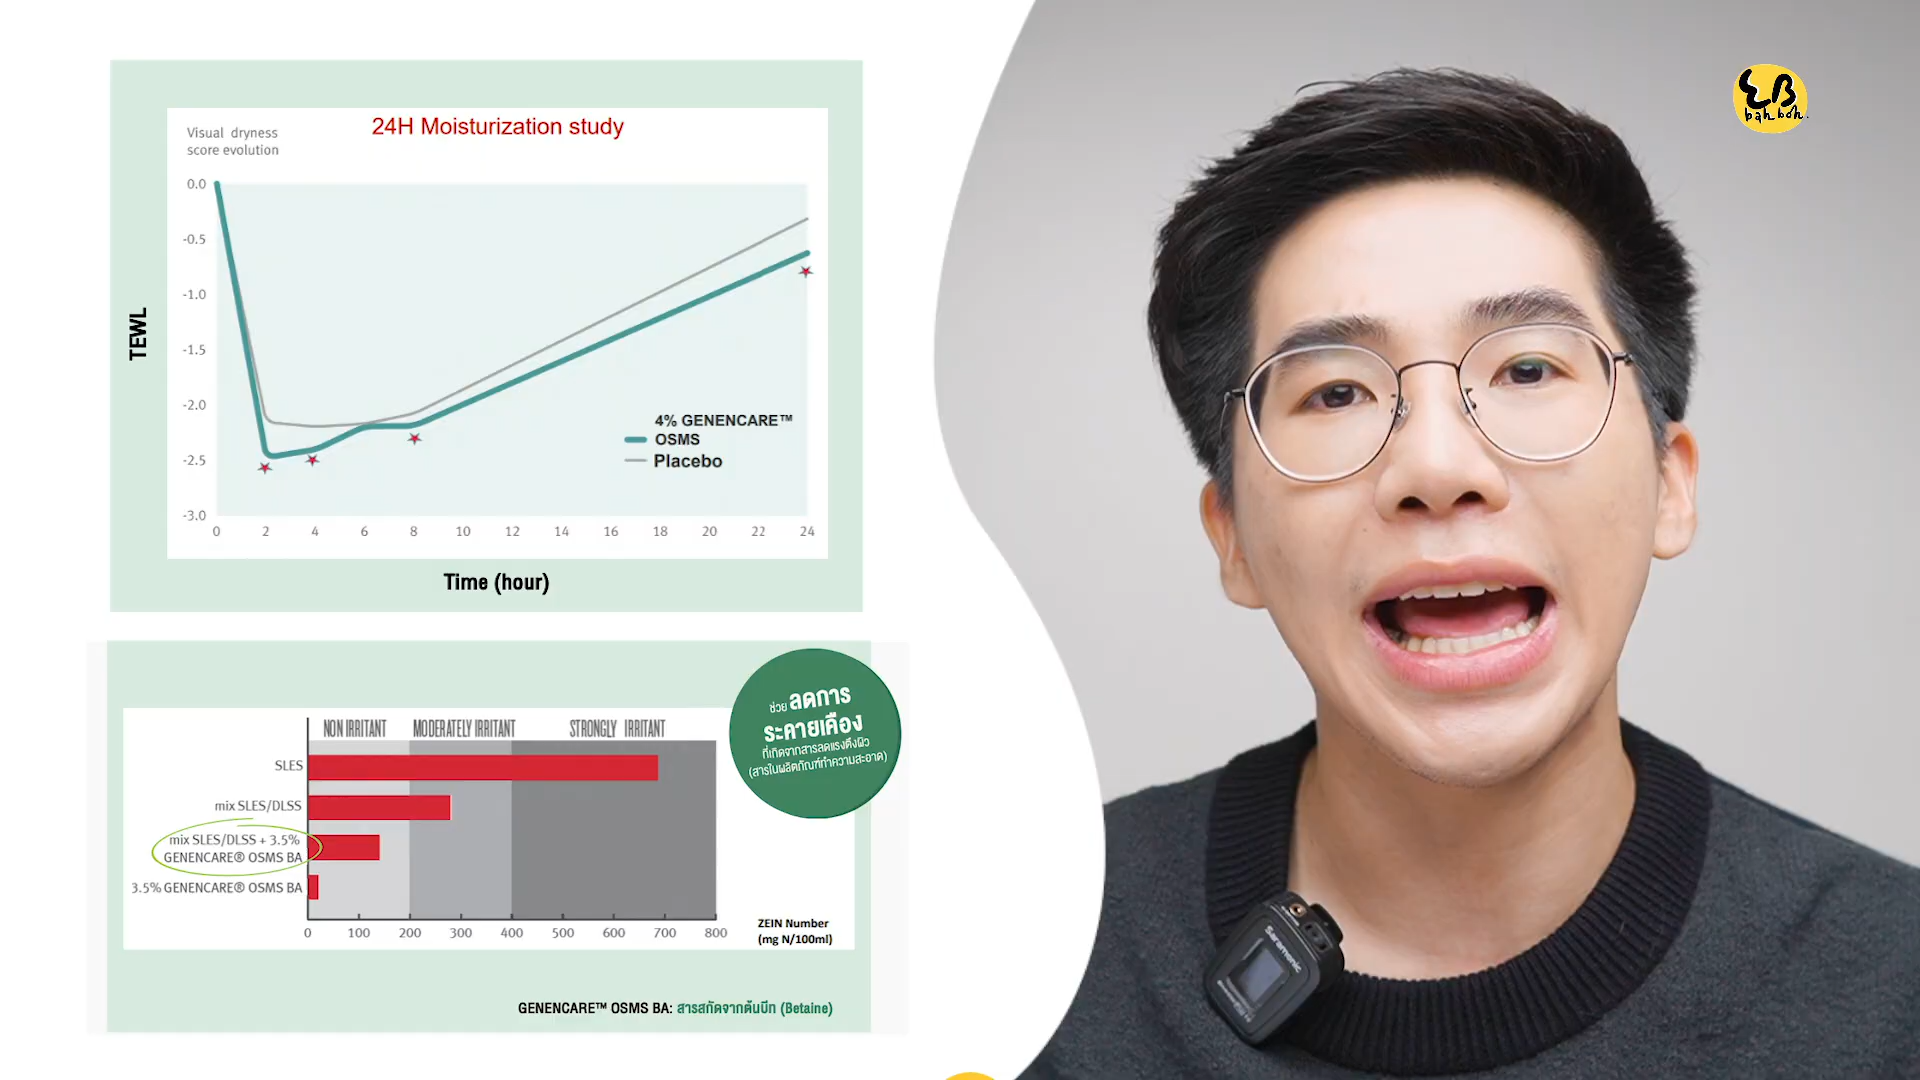 24H Moisturization study
Visual dryness
score evolution
0.0
-0.5
-1.0
-1.5
-2.0
-2.5
-3.0
TEWL
4% GENENCARE™
OSMS
Placebo
0 2 4 6 8 10 12 14 16 18 20 22 24
Time (hour)
NON IRRITANT MODERATELY IRRITANT STRONGLY IRRITANT
SLES
mix SLES/DLSS
mix SLES/DLSS + 3.5%
GENENCARE® OSMS BA
3.5% GENENCARE® OSMS BA
0 100 200 300 400 500 600 700 800
ZEIN Number
(mg N/100ml)
ช่วย ลดการ
ระคายเคือง
ที่เกิดจากสารลดแรงตึงผิว
(สารในผลิตภัณฑ์ทำความสะอาด)
GENENCARE™ OSMS BA: สารสกัดจากต้นบีท (Betaine)
bah boh.
Saramonic